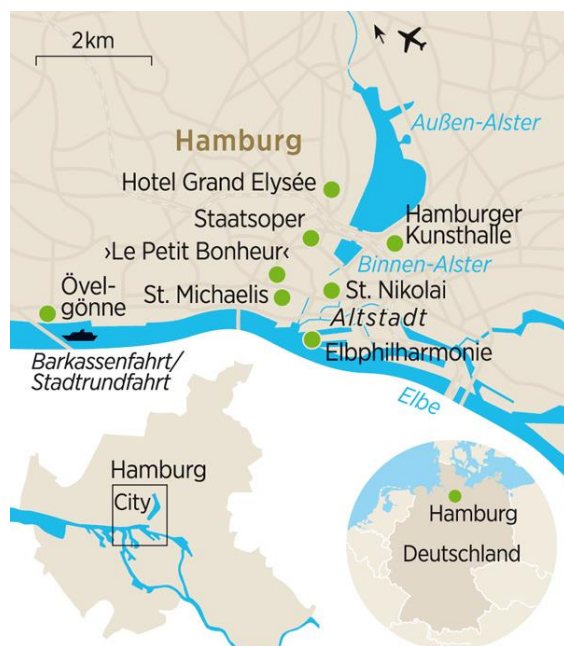 2km
Außen-Alster
Hamburg
Hotel Grand Elysée
Staatsoper
Hamburger
Kunsthalle
›Le Petit Bonheur‹
Binnen-Alster
Övel-
gönne
St. Michaelis
St. Nikolai
Altstadt
Elbphilharmonie
Barkassenfahrt/
Stadtrundfahrt
Elbe
Hamburg
City
Hamburg
Deutschland